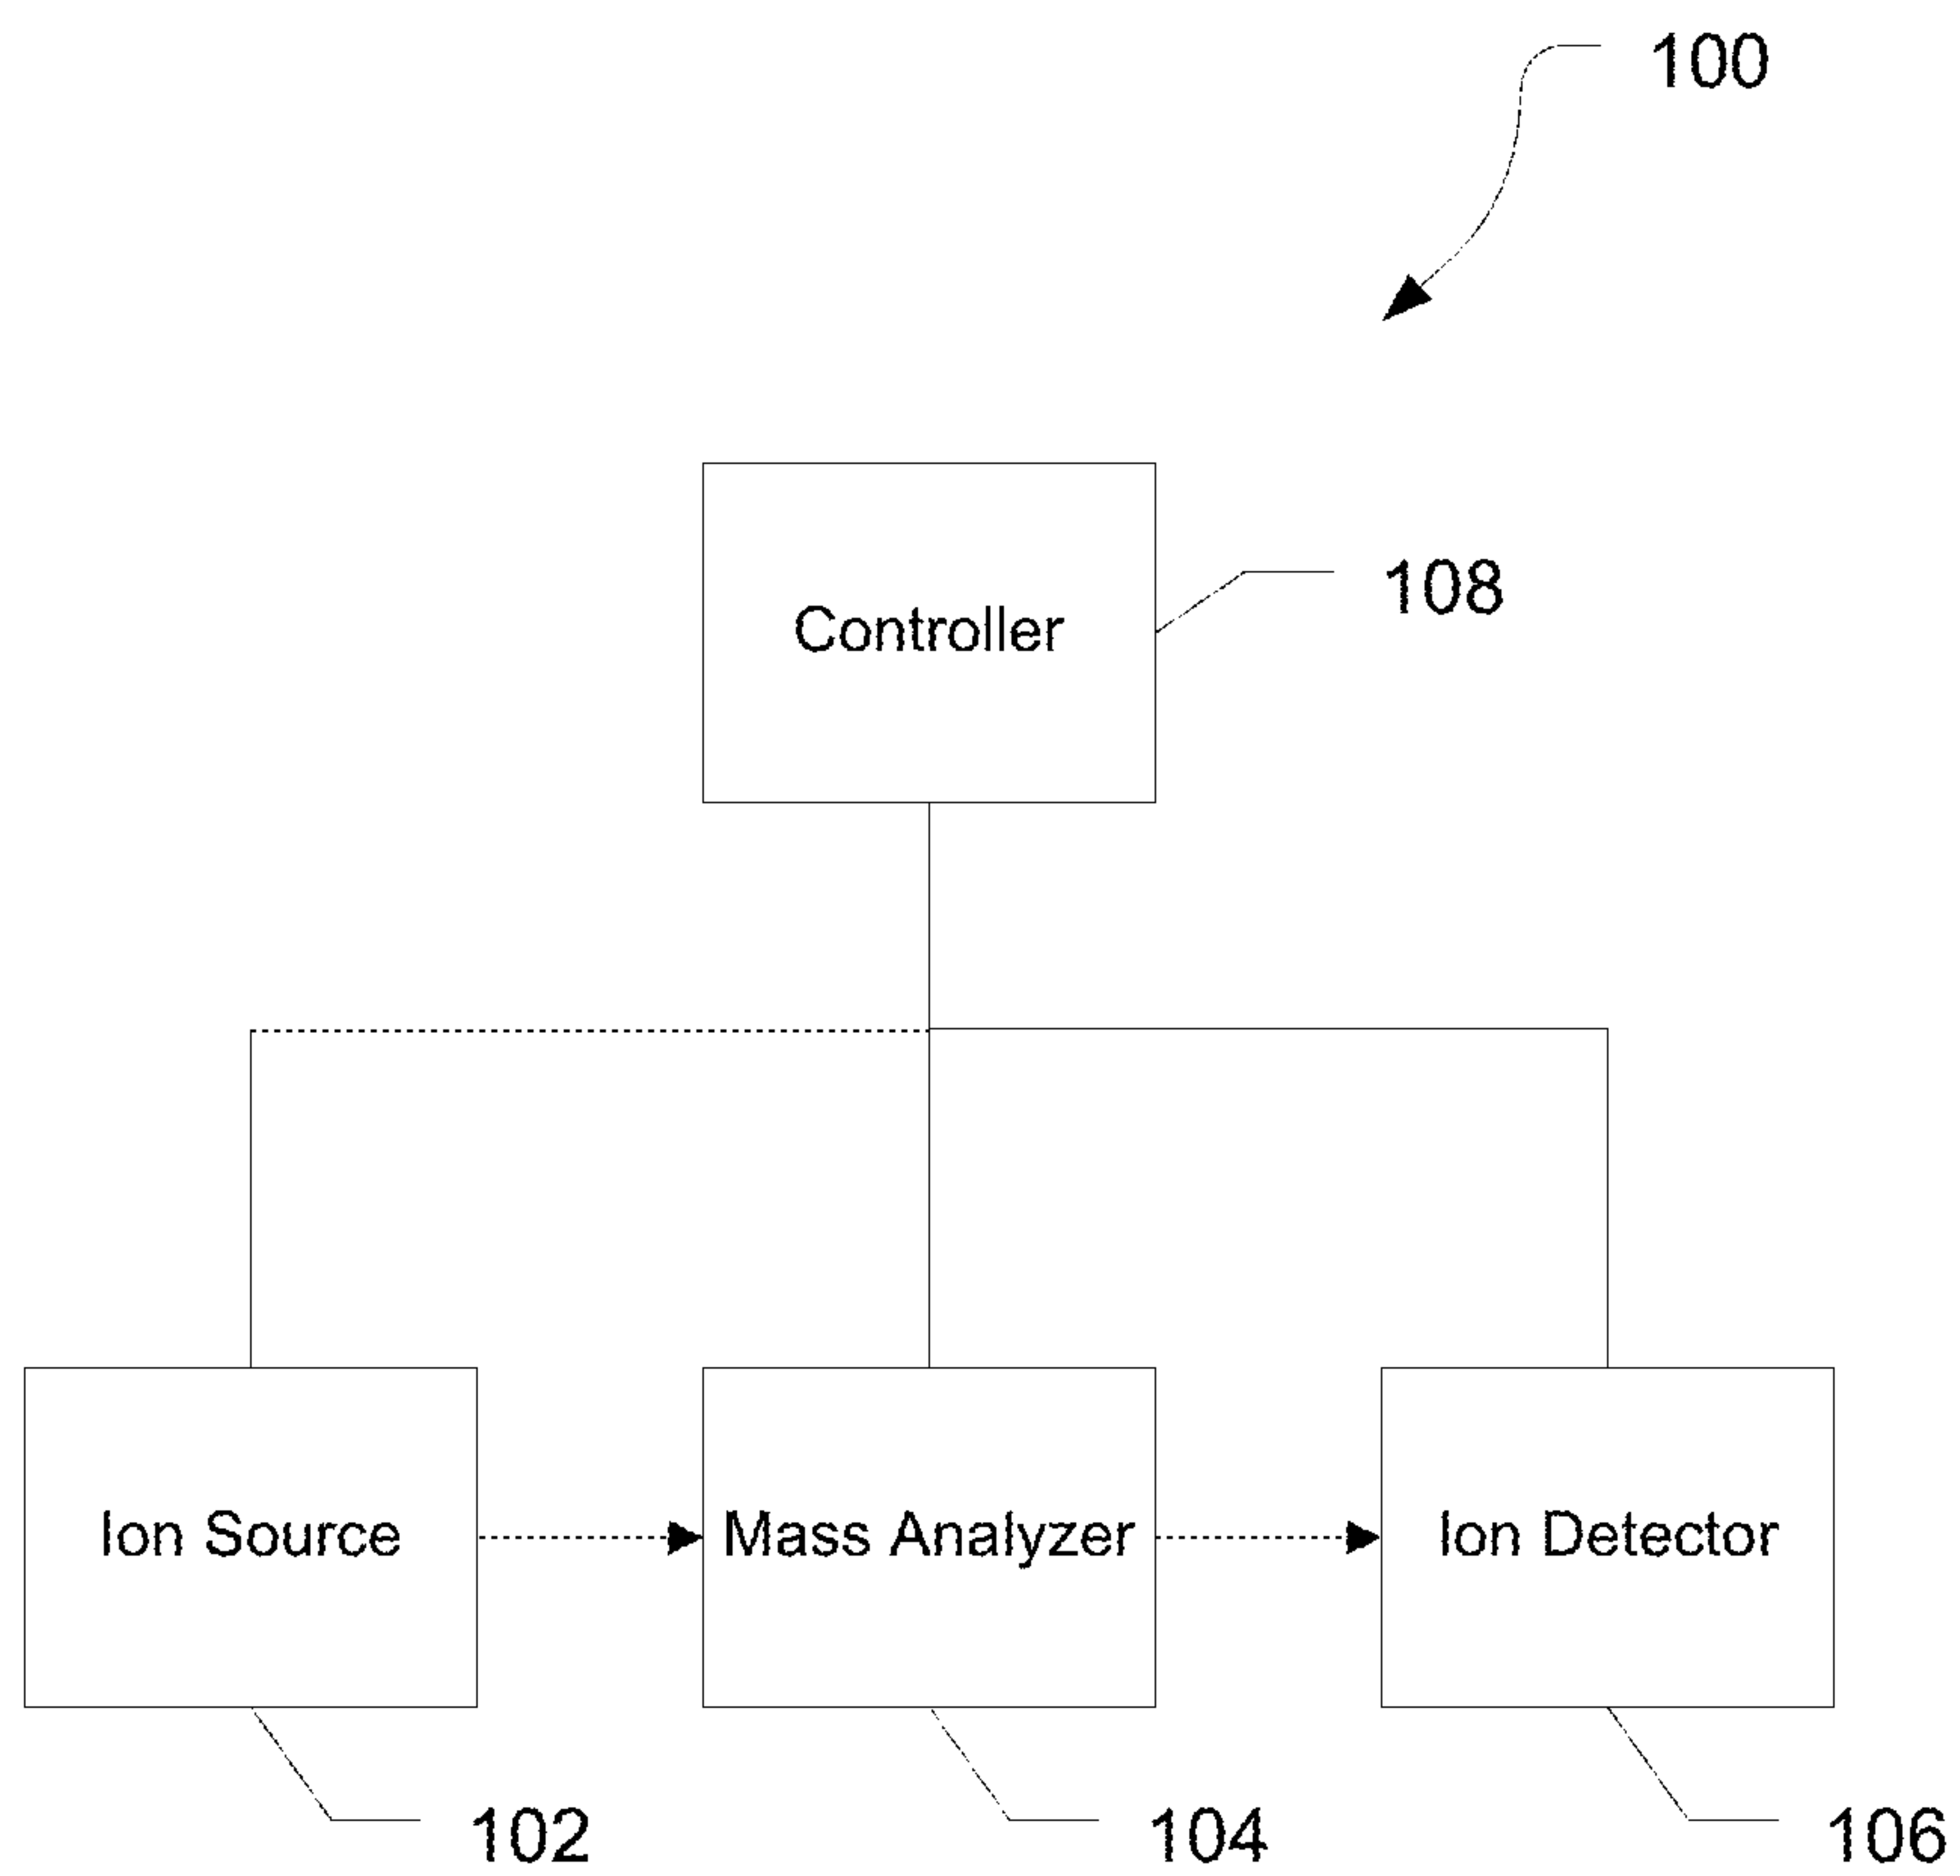 100
Controller
108
Ion Source
Mass Analyzer
Ion Detector
102
104
106